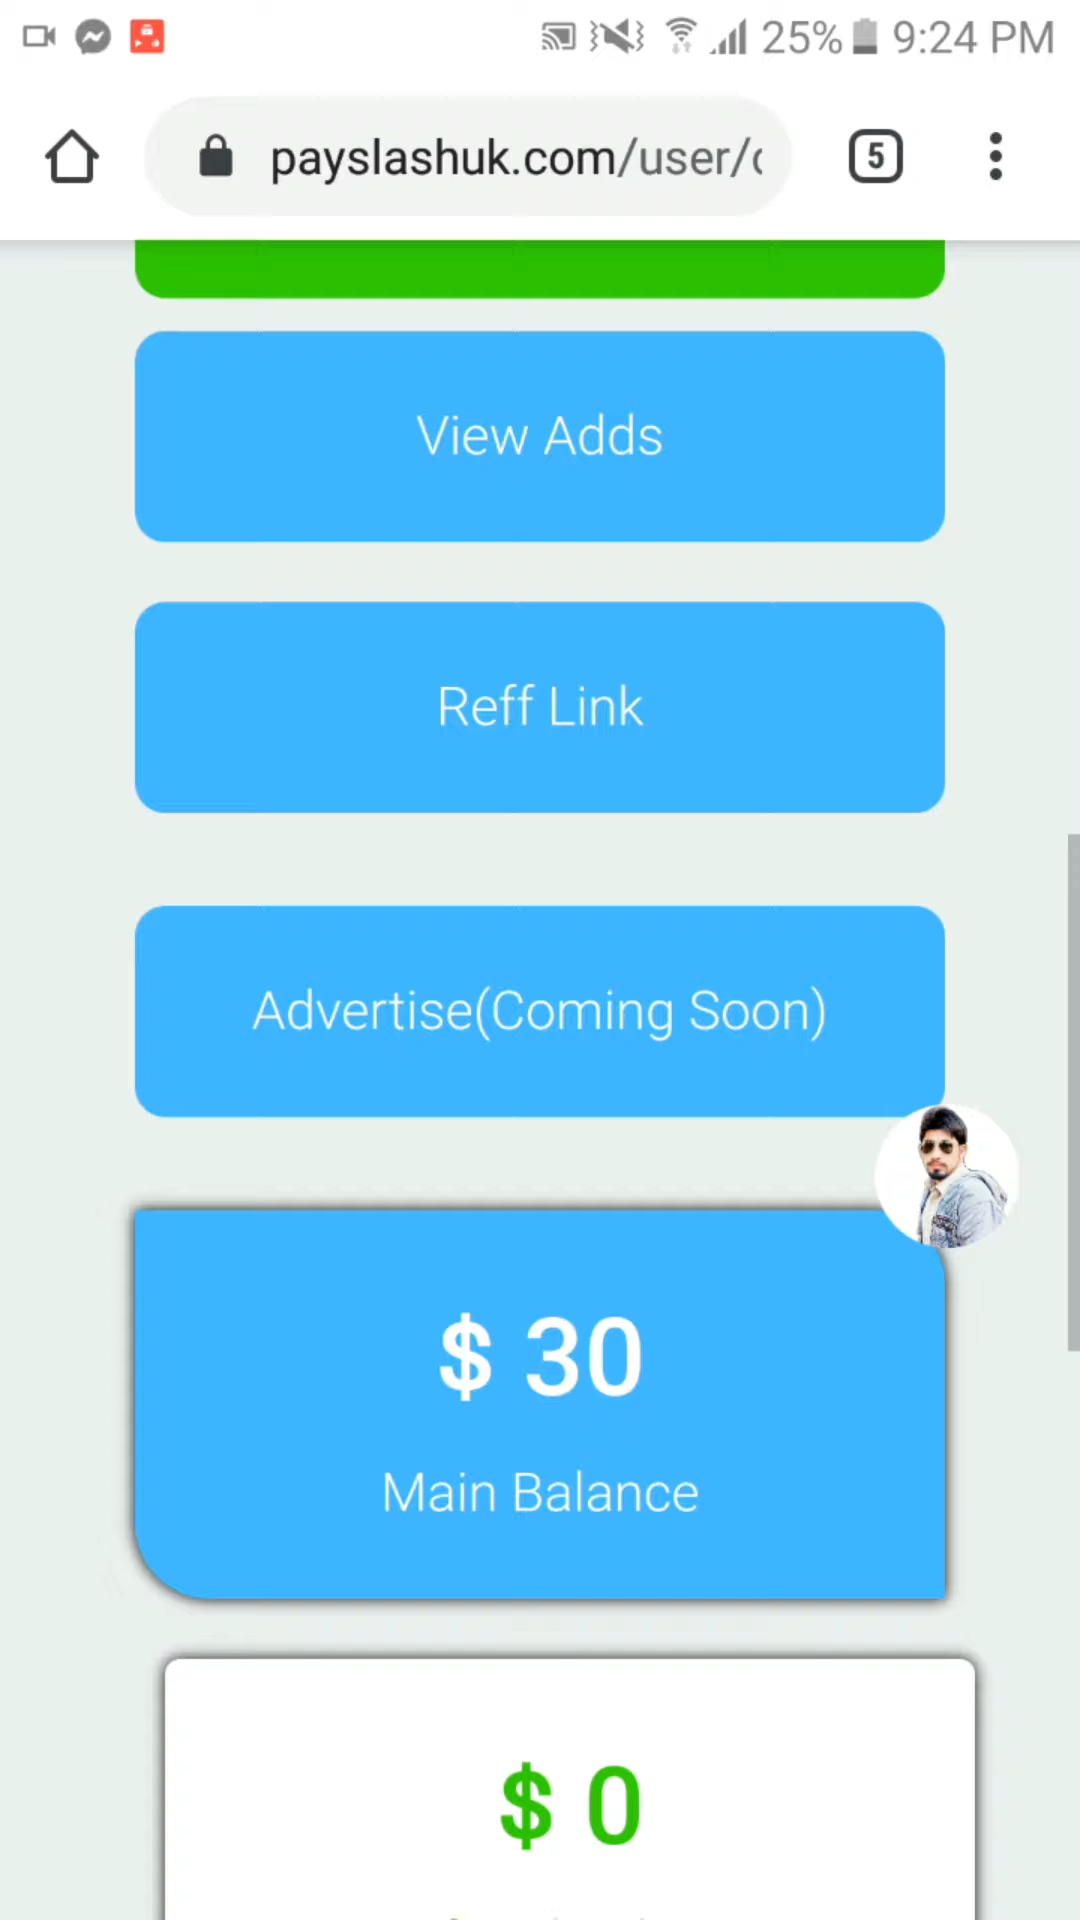 25% 9:24 PM
payslashuk.com/user/
5
View Adds
Reff Link
Advertise(Coming Soon)
$ 30
Main Balance
$ 0